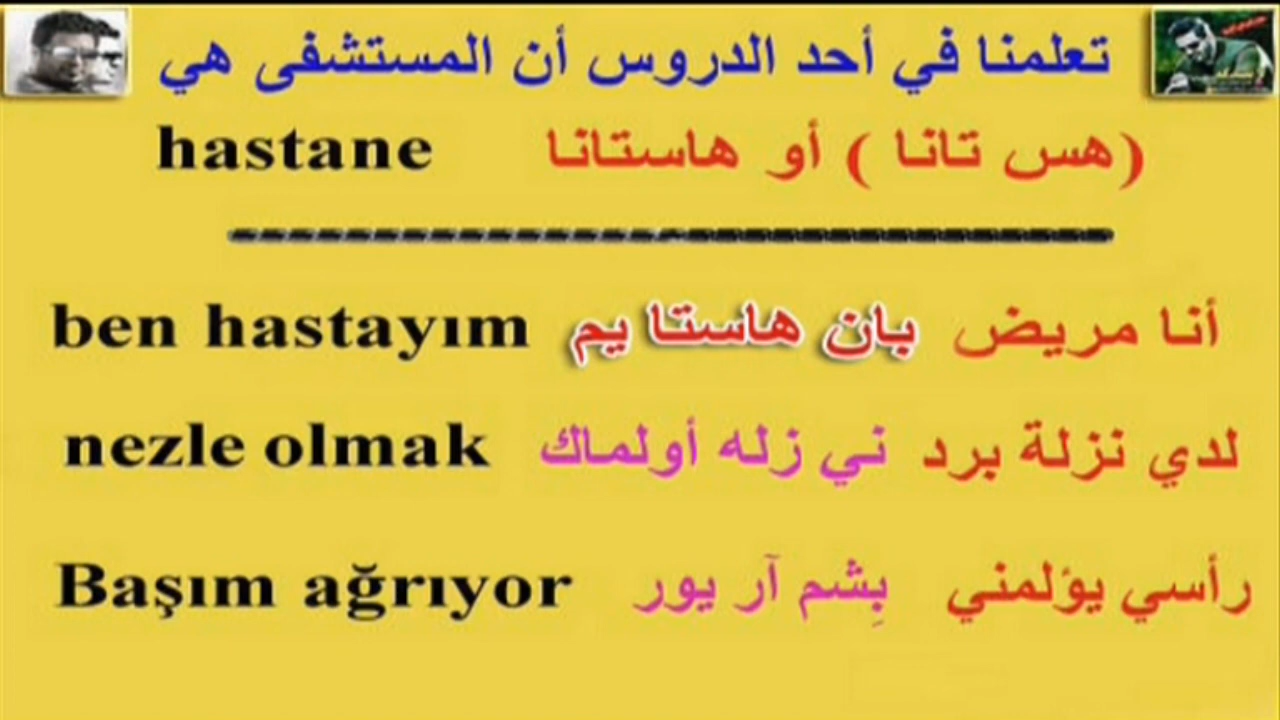 تعلمنا في أحد الدروس أن المستشفى هي
(هس تانا ) أو هاستانا hastane
أنا مريض بان هاستا يم ben hastayım
لدي نزلة برد ني زله أولماك nezle olmak
رأسي يؤلمني بِشم آر يور Başım ağrıyor